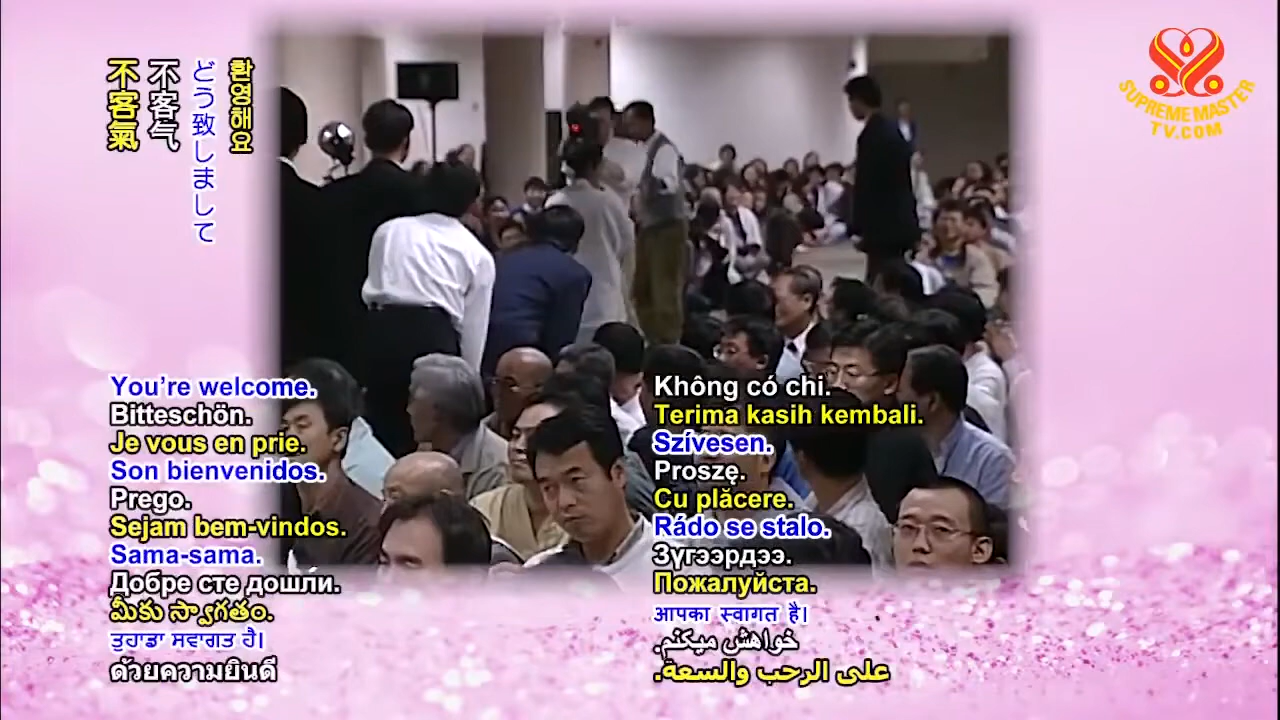 不客氣
不客气
どう致しまして
환영해요
SUPREME MASTER
TV.COM
You're welcome.
Bitteschön.
Je vous en prie.
Son bienvenidos.
Prego.
Sejam bem-vindos.
Sama-sama.
Добре сте дошли.
మీకు స్వాగతం.
ਤੁਹਾਡਾ ਸਵਾਗਤ ਹੈ।
ด้วยความยินดี
Không có chi.
Terima kasih kembali.
Szívesen.
Proszę.
Cu plăcere.
Rádo se stalo.
Зүгээрдээ.
Пожалуйста.
आपका स्वागत है।
خواهش میکنم.
على الرحب والسعة.